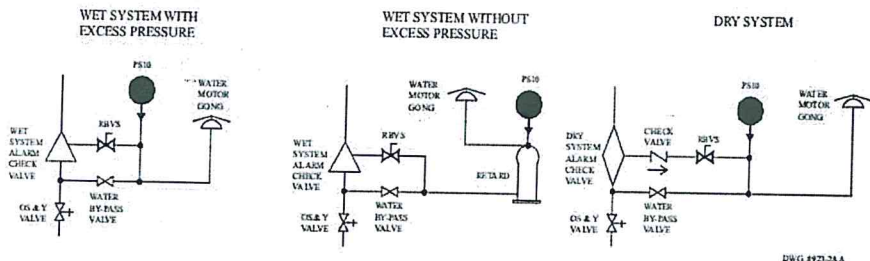 WET SYSTEM WITH
EXCESS PRESSURE
PS10
WATER
MOTOR
GONG
WET
SYSTEM
ALARM
CHECK
VALVE
RBVS
WATER
BY-PASS
VALVE
OS&Y
VALVE
WET SYSTEM WITHOUT
EXCESS PRESSURE
WATER
MOTOR
GONG
PS10
WET
SYSTEM
ALARM
CHECK
VALVE
RBVS
RETARD
WATER
BY-PASS
VALVE
OS&Y
VALVE
DRY SYSTEM
PS10
WATER
MOTOR
GONG
DRY
SYSTEM
ALARM
CHECK
VALVE
CHECK
VALVE
RBVS
WATER
BY-PASS
VALVE
OS&Y
VALVE